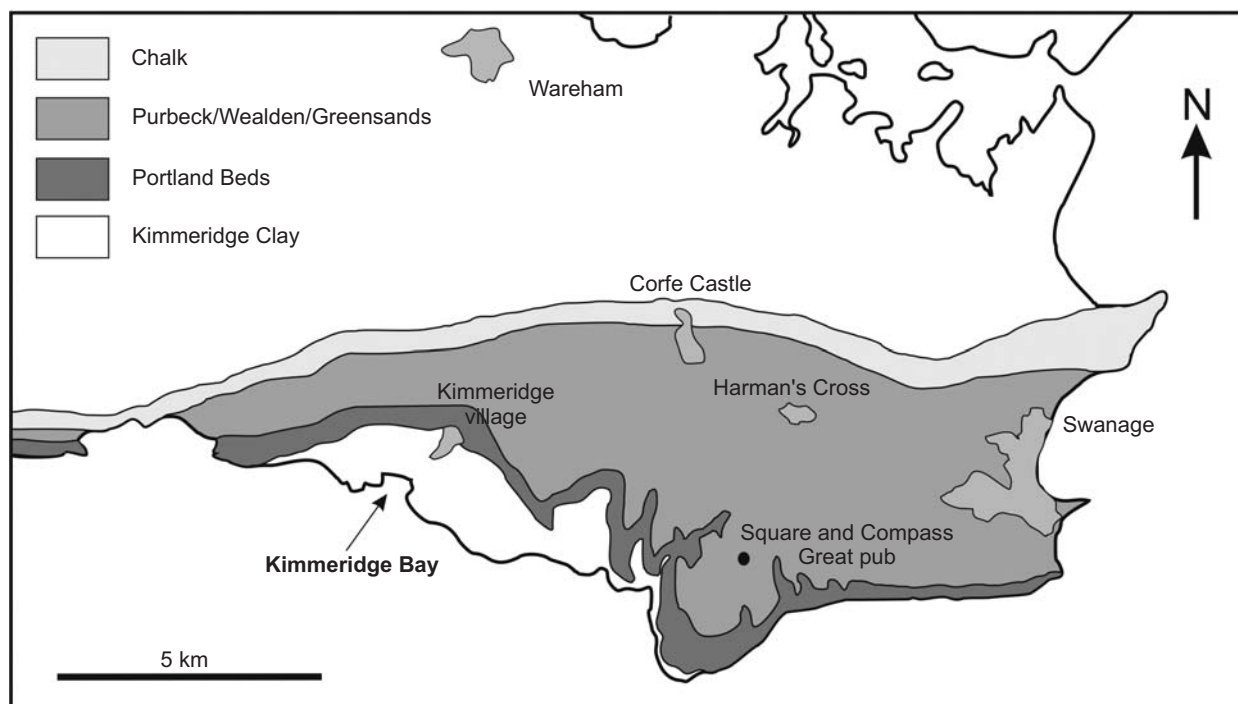 Chalk
Purbeck/Wealden/Greensands
Portland Beds
Kimmeridge Clay
Wareham
N
Corfe Castle
Kimmeridge
village
Harman's Cross
Swanage
Square and Compass
Great pub
Kimmeridge Bay
5 km